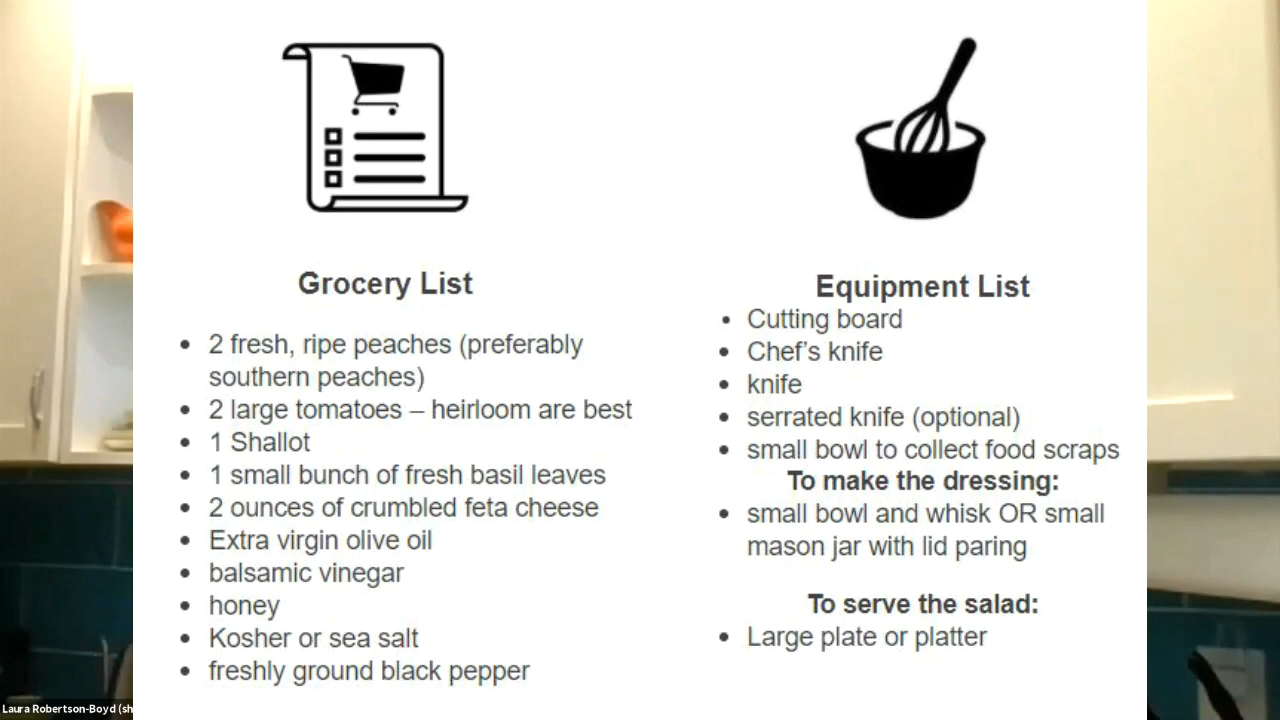 Grocery List
2 fresh, ripe peaches (preferably
southern peaches)
2 large tomatoes – heirloom are best
1 Shallot
1 small bunch of fresh basil leaves
2 ounces of crumbled feta cheese
Extra virgin olive oil
balsamic vinegar
honey
Kosher or sea salt
freshly ground black pepper
Equipment List
Cutting board
Chef’s knife
knife
serrated knife (optional)
small bowl to collect food scraps
To make the dressing:
small bowl and whisk OR small
mason jar with lid paring
To serve the salad:
Large plate or platter
Laura Robertson-Boyd (sh